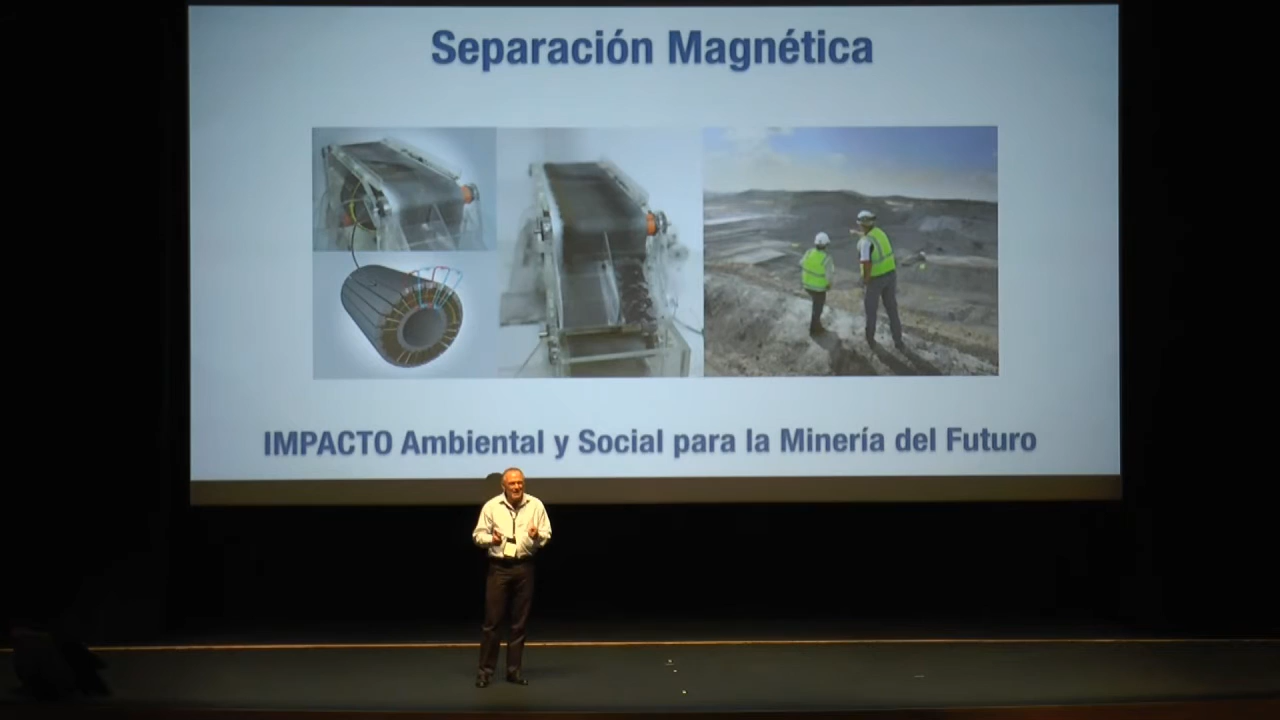 Separación Magnética
IMPACTO Ambiental y Social para la Minería del Futuro